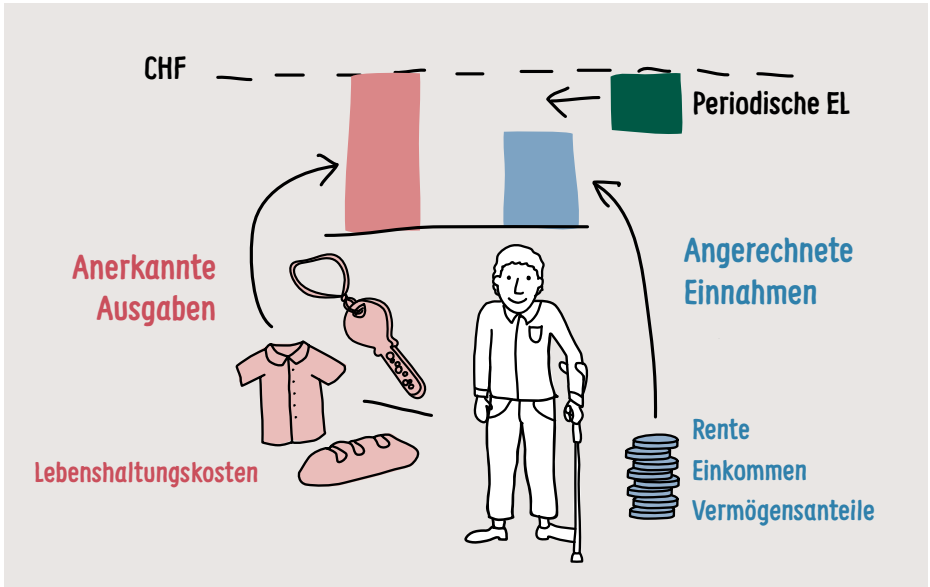 CHF
Periodische EL
Anerkannte
Ausgaben
Angerechnete
Einnahmen
Lebenshaltungskosten
Rente
Einkommen
Vermögensanteile